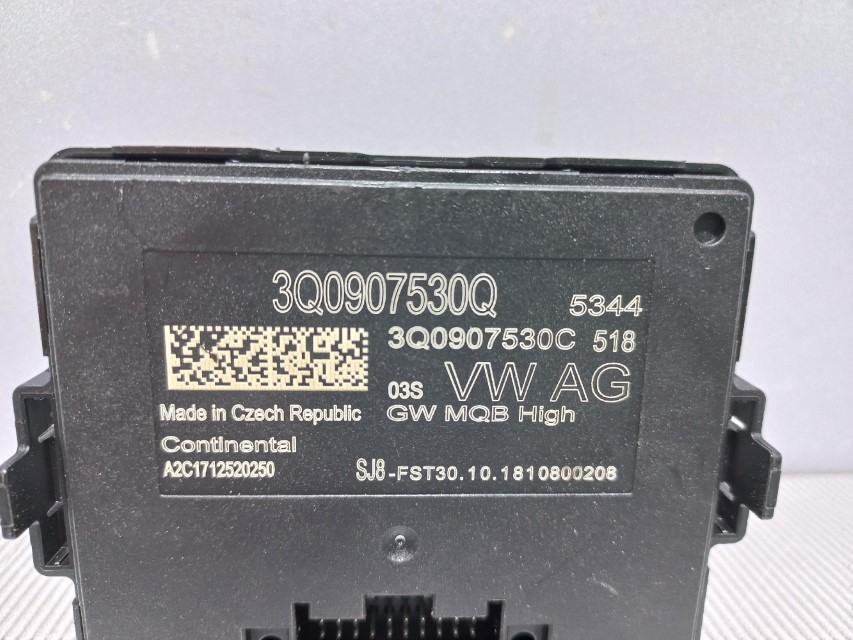 3Q0907530Q 5344
3Q0907530C 518
03S VW AG
Made in Czech Republic GW MQB High
Continental
A2C1712520250 SJ8-FST30.10.1810800208